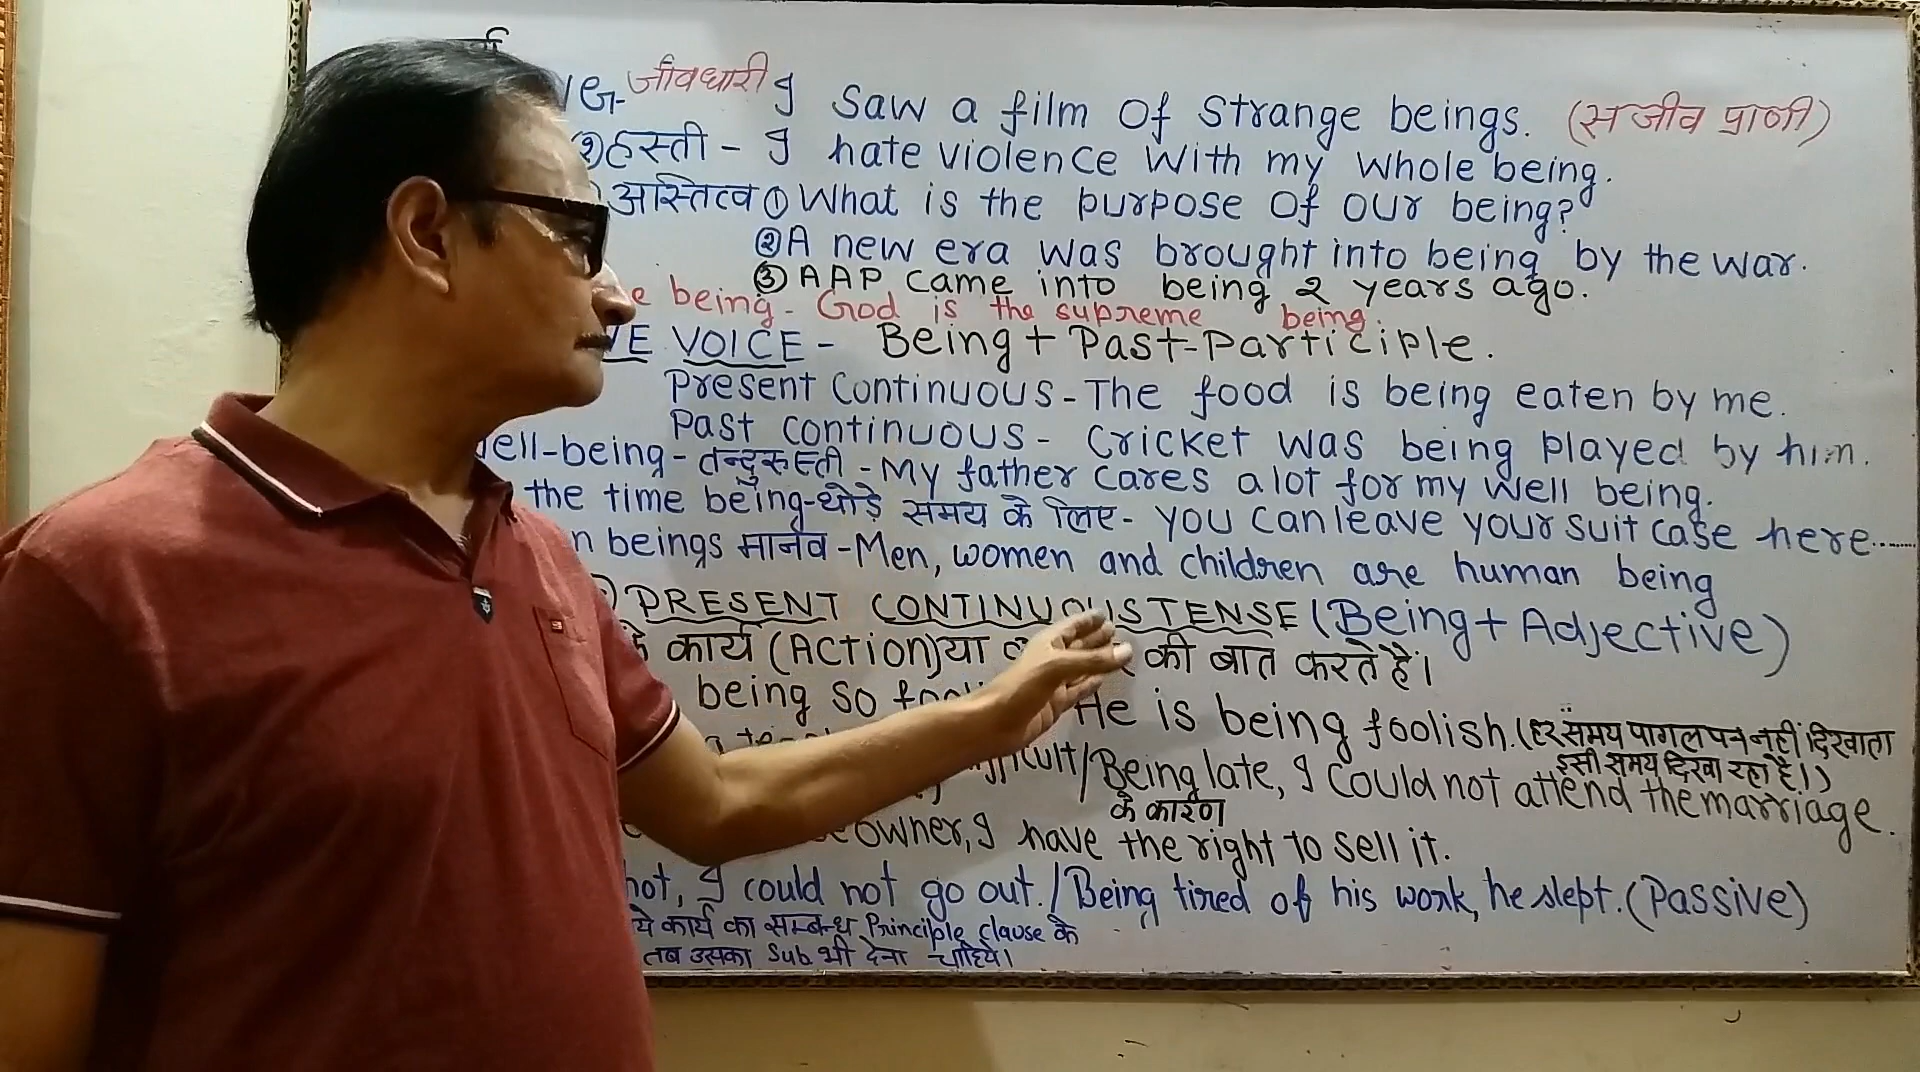 जीवधारी I saw a film of strange beings. (सजीव प्राणी)
हस्ती - I hate violence with my whole being.
अस्तित्व ① What is the purpose of our being?
② A new era was brought into being by the war.
③ AAP came into being 2 years ago.
being - God is the supreme being.
VOICE - Being + Past-Participle.
Present Continuous - The food is being eaten by me.
Past continuous - Cricket was being played by him.
ell-being - तन्दुरुस्ती - My father cares alot for my well being.
the time being - थोड़े समय के लिए - you can leave your suit case here......
n beings मानव - Men, women and children are human being
PRESENT CONTINUOUS TENSE (Being + Adjective)
कार्य (Action) या की बात करते हैं।
being so He is being foolish. (हर समय पागलपन नहीं दिखाता
इसी समय दिखा रहा है।)
/ Being late, I could not attend the marriage.
के कारण
owner, I have the right to sell it.
hot, I could not go out. / Being tired of his work, he slept. (Passive)
ये कार्य का सम्बन्ध Principle clause के
तब उसका Sub. भी देना चाहिये।